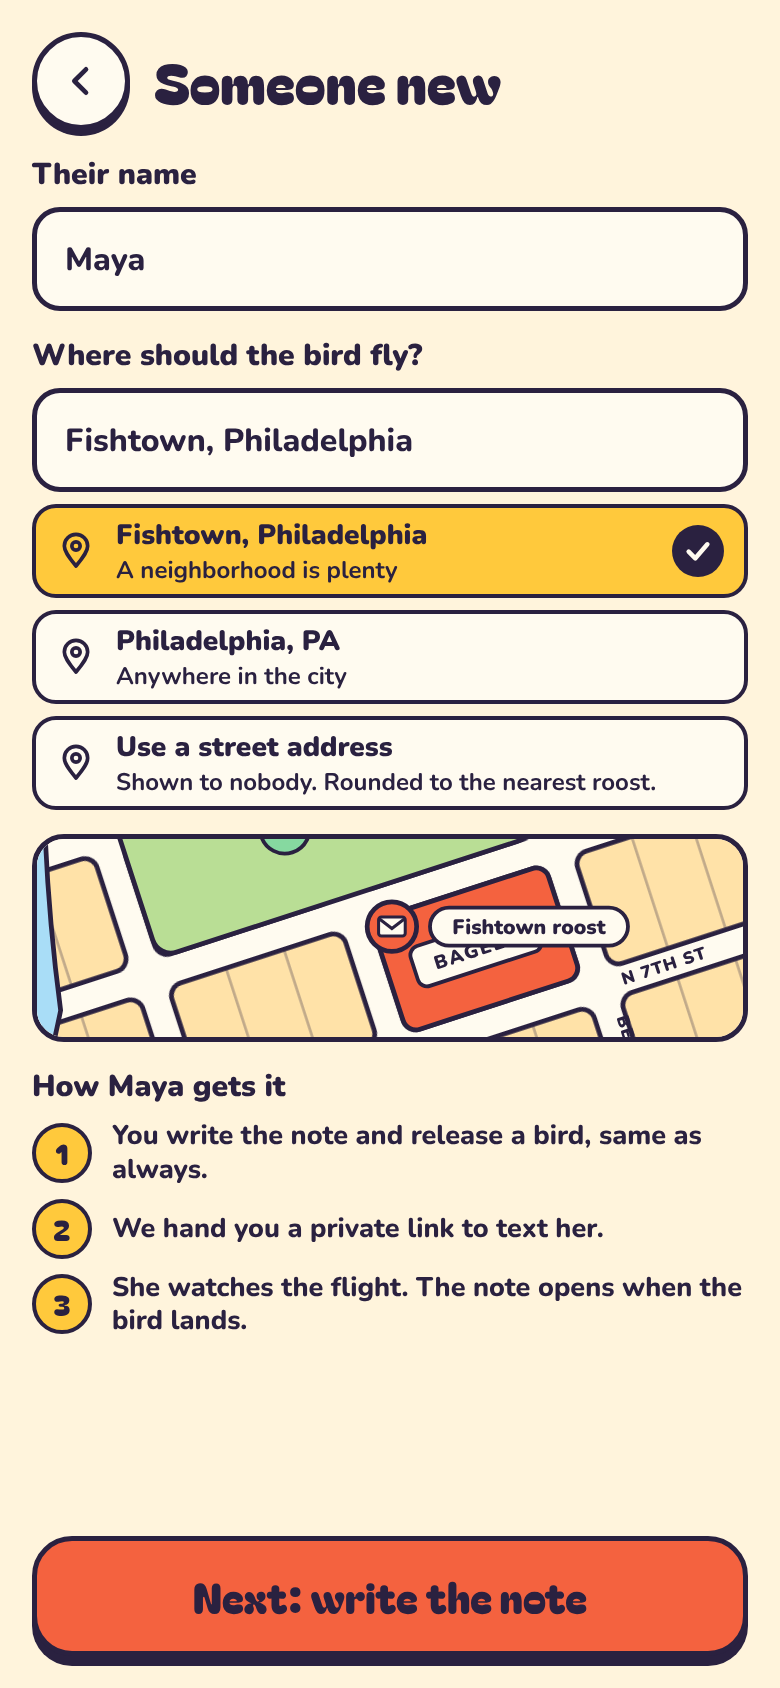 Someone new
Their name
Maya
Where should the bird fly?
Fishtown, Philadelphia
Fishtown, Philadelphia
A neighborhood is plenty
Philadelphia, PA
Anywhere in the city
Use a street address
Shown to nobody. Rounded to the nearest roost.
Fishtown roost
N 7TH ST
How Maya gets it
1
You write the note and release a bird, same as
always.
2
We hand you a private link to text her.
3
She watches the flight. The note opens when the
bird lands.
Next: write the note